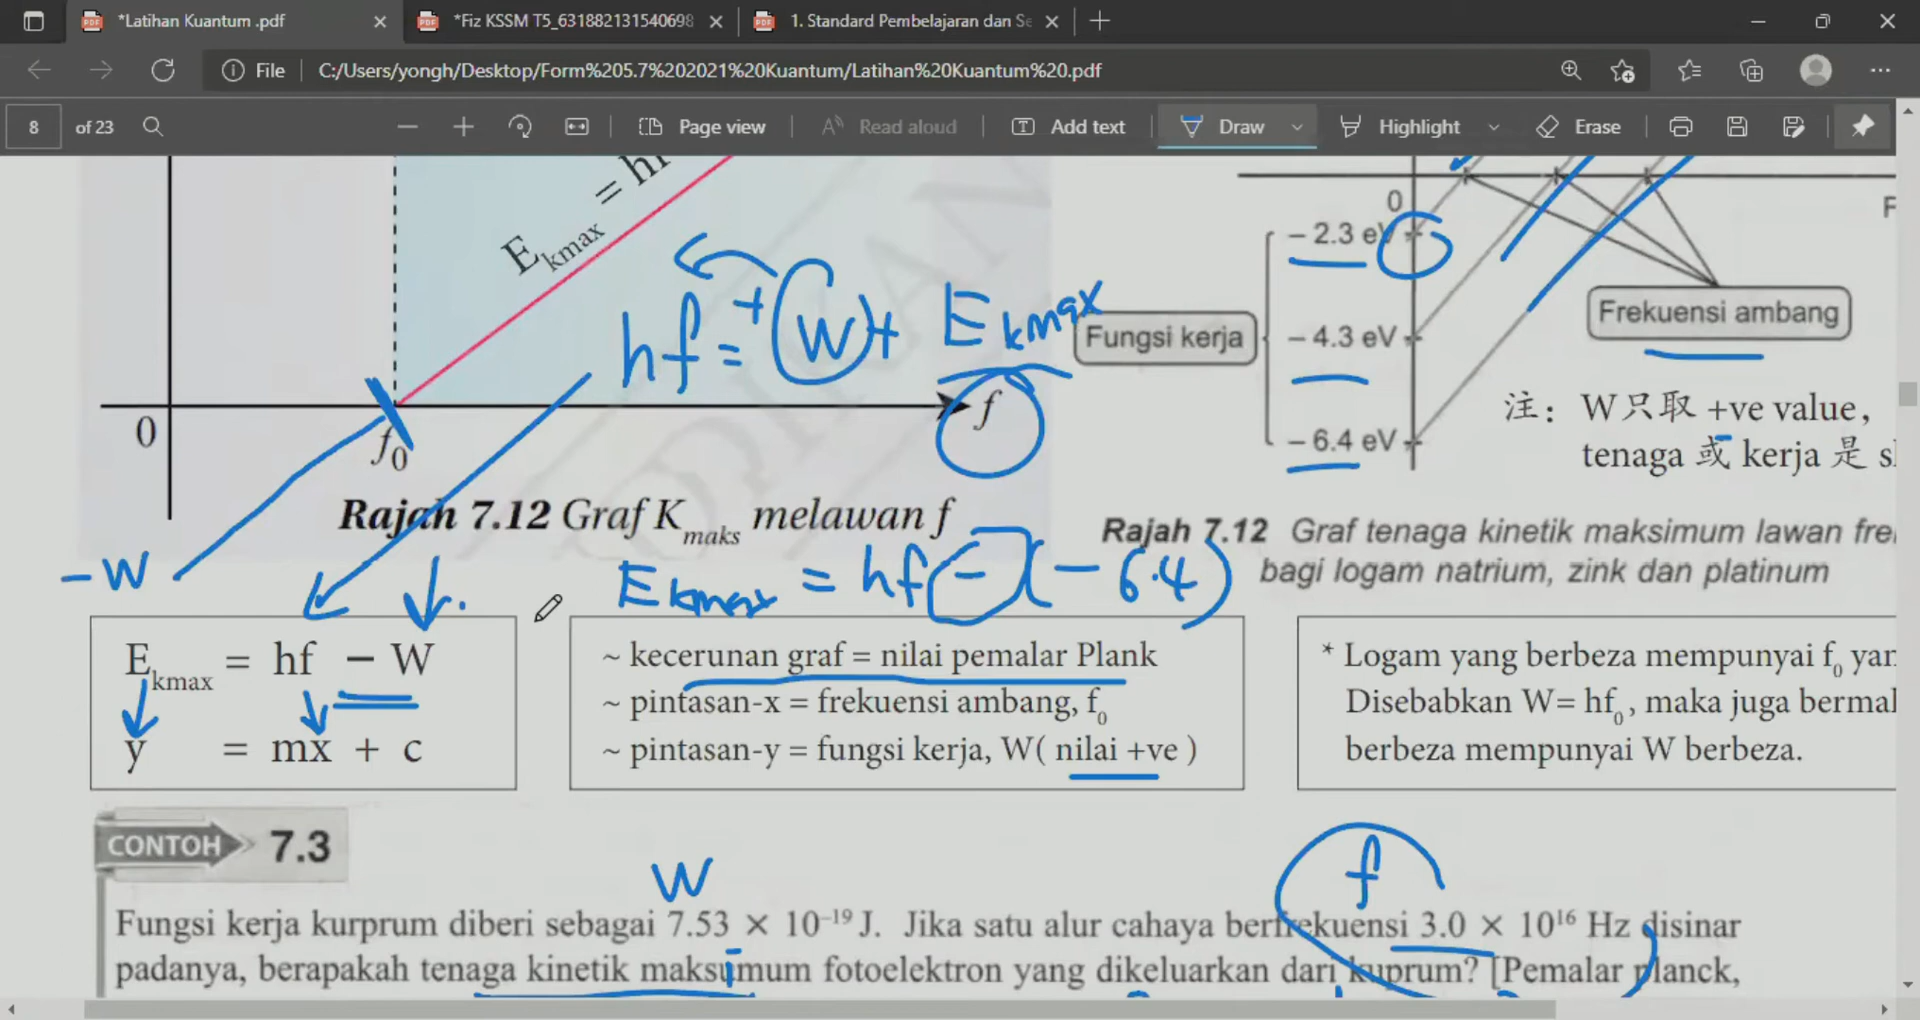 *Latihan Kuantum .pdf
*Fiz KSSM T5_631882131540698
1. Standard Pembelajaran dan Se
File
C:/Users/yongh/Desktop/Form%205.7%202021%20Kuantum/Latihan%20Kuantum%20.pdf
8 of 23
Page view
Read aloud
Add text
Draw
Highlight
Erase
E kmax = hf
hf = + W + E kmax
0
f₀
f
Rajah 7.12 Graf K maks melawan f
0
F
− 2.3 eV
− 4.3 eV
− 6.4 eV
Fungsi kerja
Frekuensi ambang
注：W只取 +ve value,
tenaga 或 kerja 是 s
Rajah 7.12 Graf tenaga kinetik maksimum lawan fre
bagi logam natrium, zink dan platinum
− W
E kmax = hf − (− 6.4)
E kmax = hf − W
y = mx + c
~ kecerunan graf = nilai pemalar Plank
~ pintasan-x = frekuensi ambang, f₀
~ pintasan-y = fungsi kerja, W( nilai +ve )
* Logam yang berbeza mempunyai f₀ yan
Disebabkan W= hf₀ , maka juga bermak
berbeza mempunyai W berbeza.
CONTOH 7.3
W
f
Fungsi kerja kurprum diberi sebagai 7.53 × 10⁻¹⁹ J. Jika satu alur cahaya berfrekuensi 3.0 × 10¹⁶ Hz disinar
padanya, berapakah tenaga kinetik maksimum fotoelektron yang dikeluarkan dari kuprum? [Pemalar planck,